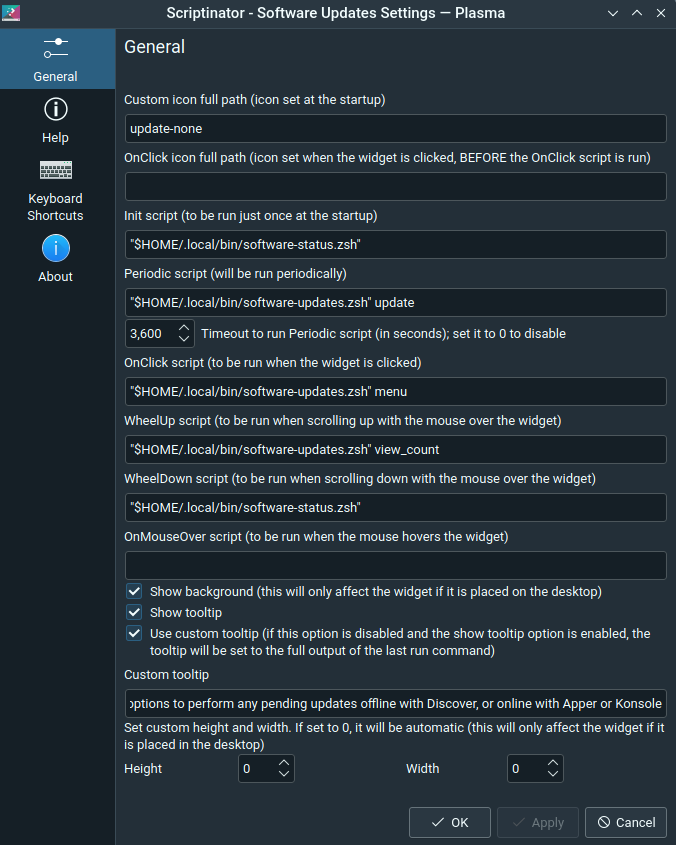 Scriptinator - Software Updates Settings — Plasma
General
Help
Keyboard
Shortcuts
About
General
Custom icon full path (icon set at the startup)
update-none
OnClick icon full path (icon set when the widget is clicked, BEFORE the OnClick script is run)
Init script (to be run just once at the startup)
"$HOME/.local/bin/software-status.zsh"
Periodic script (will be run periodically)
"$HOME/.local/bin/software-updates.zsh" update
3,600 Timeout to run Periodic script (in seconds); set it to 0 to disable
OnClick script (to be run when the widget is clicked)
"$HOME/.local/bin/software-updates.zsh" menu
WheelUp script (to be run when scrolling up with the mouse over the widget)
"$HOME/.local/bin/software-updates.zsh" view_count
WheelDown script (to be run when scrolling down with the mouse over the widget)
"$HOME/.local/bin/software-status.zsh"
OnMouseOver script (to be run when the mouse hovers the widget)
Show background (this will only affect the widget if it is placed on the desktop)
Show tooltip
Use custom tooltip (if this option is disabled and the show tooltip option is enabled, the
tooltip will be set to the full output of the last run command)
Custom tooltip
options to perform any pending updates offline with Discover, or online with Apper or Konsole
Set custom height and width. If set to 0, it will be automatic (this will only affect the widget if it
is placed in the desktop)
Height 0 Width 0
OK Apply Cancel